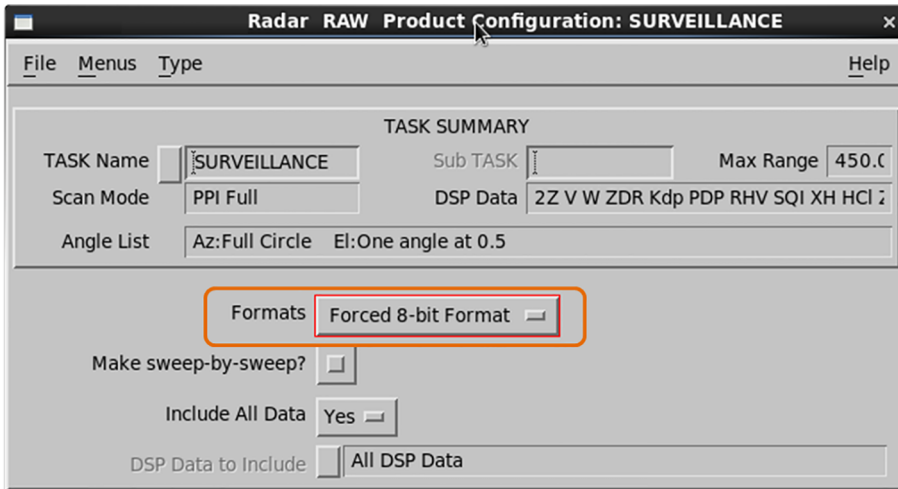 Radar RAW Product Configuration: SURVEILLANCE
File Menus Type Help
TASK SUMMARY
TASK Name SURVEILLANCE Sub TASK Max Range 450.0
Scan Mode PPI Full DSP Data 2Z V W ZDR Kdp PDP RHV SQI XH HCl
Angle List Az:Full Circle El:One angle at 0.5
Formats Forced 8-bit Format
Make sweep-by-sweep?
Include All Data Yes
DSP Data to Include All DSP Data